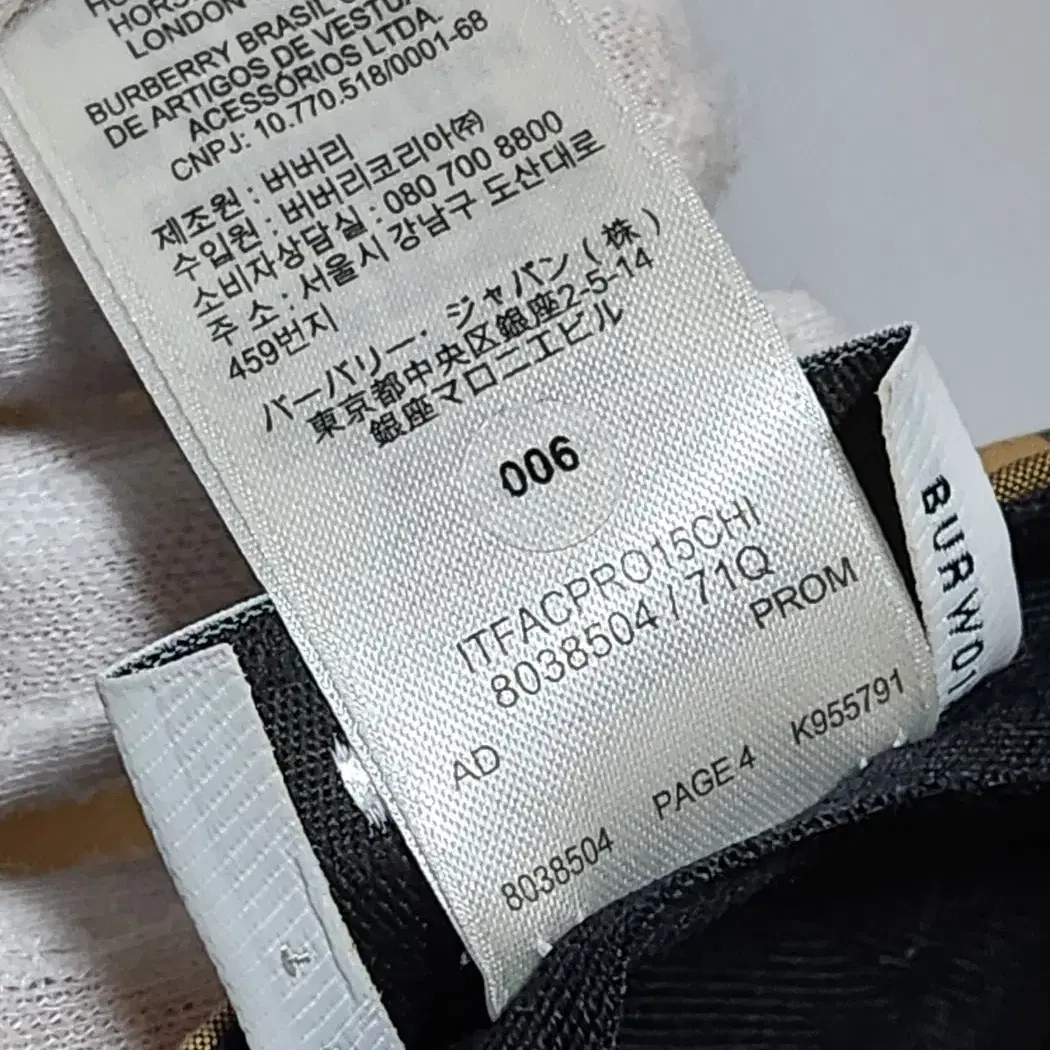 HORS
LONDON
BURBERRY BRASIL
DE ARTIGOS DE VESTUÁ
ACESSÓRIOS LTDA.
CNPJ: 10.770.518/0001-68
제조원 : 버버리
수입원 : 버버리코리아㈜
소비자상담실 : 080 700 8800
주 소 : 서울시 강남구 도산대로
459번지
バーバリー・ジャパン(株)
東京都中央区銀座2-5-14
銀座マロニエビル
006
ITFACPRO15CHI
8038504 / 71Q
PROM
AD
8038504 PAGE 4 K955791
BURW01